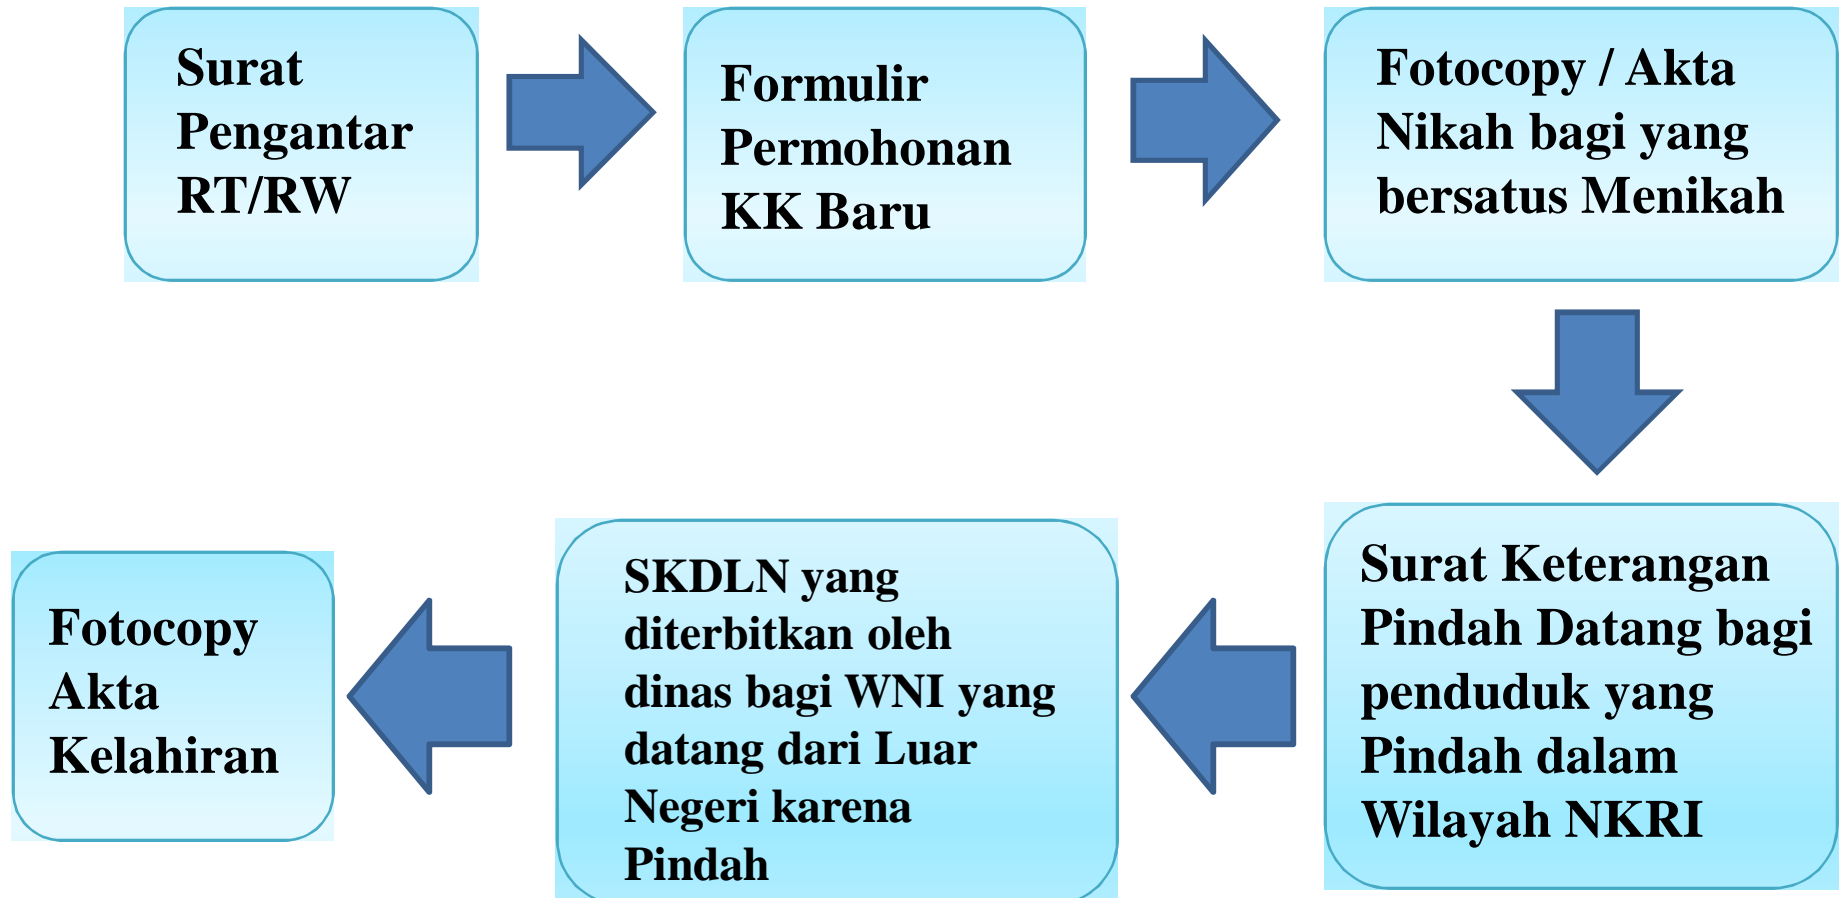 Surat
Pengantar
RT/RW
Formulir
Permohonan
KK Baru
Fotocopy / Akta
Nikah bagi yang
bersatus Menikah
Surat Keterangan
Pindah Datang bagi
penduduk yang
Pindah dalam
Wilayah NKRI
SKDLN yang
diterbitkan oleh
dinas bagi WNI yang
datang dari Luar
Negeri karena
Pindah
Fotocopy
Akta
Kelahiran